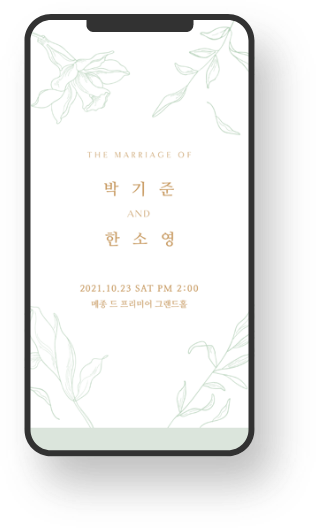 THE MARRIAGE OF
박 기 준
AND
한 소 영
2021.10.23 SAT PM 2:00
메종 드 프리미어 그랜드홀